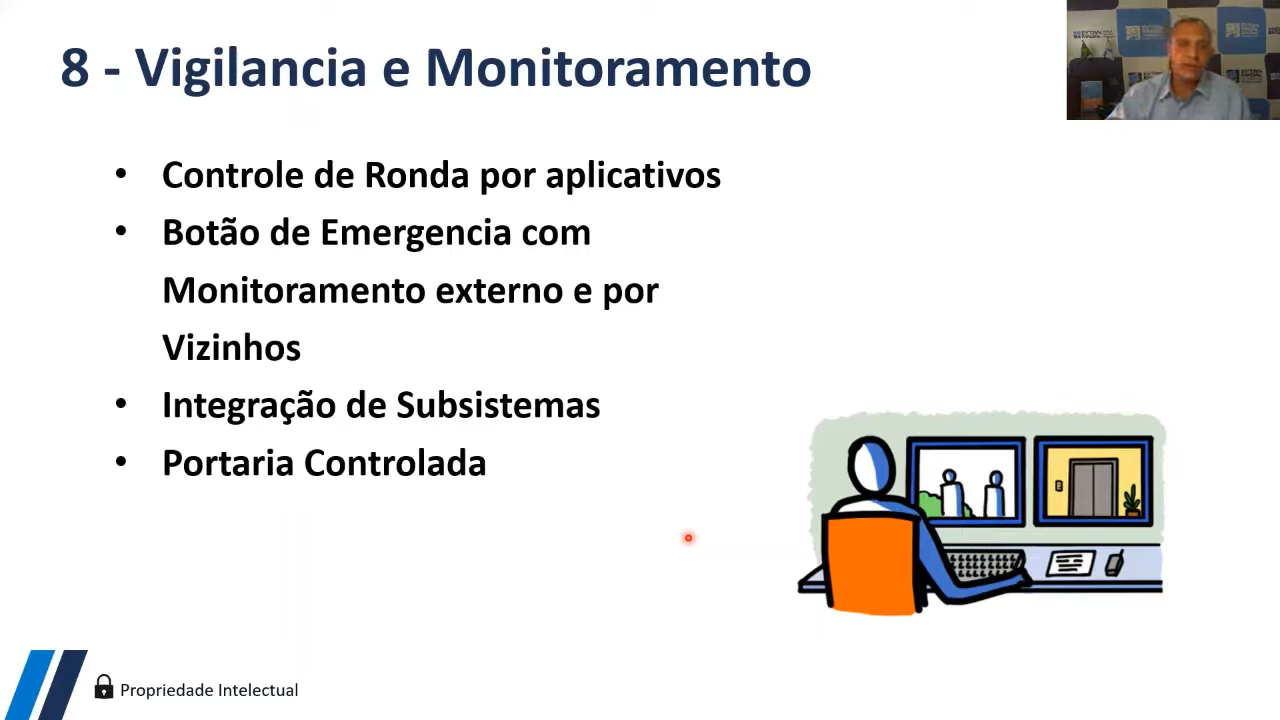 8 - Vigilancia e Monitoramento
• Controle de Ronda por aplicativos
• Botão de Emergencia com
Monitoramento externo e por
Vizinhos
• Integração de Subsistemas
• Portaria Controlada
Propriedade Intelectual